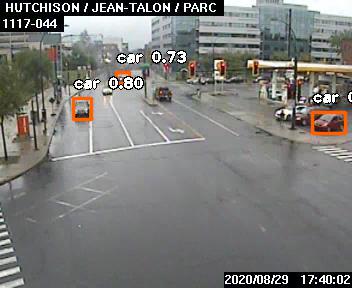 HUTCHISON / JEAN-TALON / PARC
1117-044
car 0.73
car 0.80
car 0
2020/08/29 17:40:02